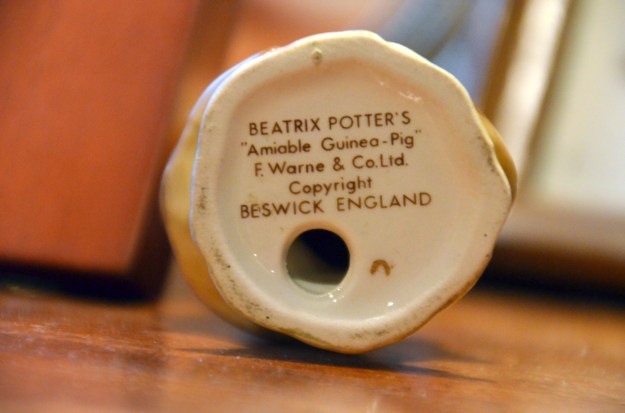 BEATRIX POTTER'S
"Amiable Guinea-Pig"
F. Warne & Co.Ltd.
Copyright
BESWICK ENGLAND